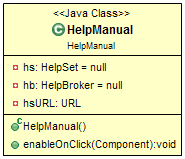 <<Java Class>>
HelpManual
HelpManual
hs: HelpSet = null
hb: HelpBroker = null
hsURL: URL
HelpManual()
enableOnClick(Component):void